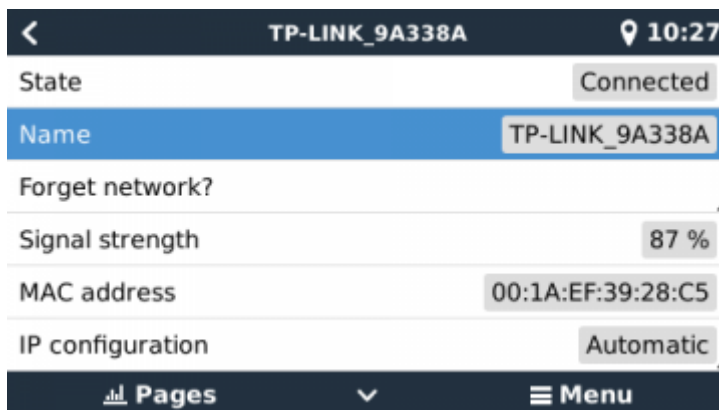 TP-LINK_9A338A 10:27
State Connected
Name TP-LINK_9A338A
Forget network?
Signal strength 87 %
MAC address 00:1A:EF:39:28:C5
IP configuration Automatic
Pages Menu